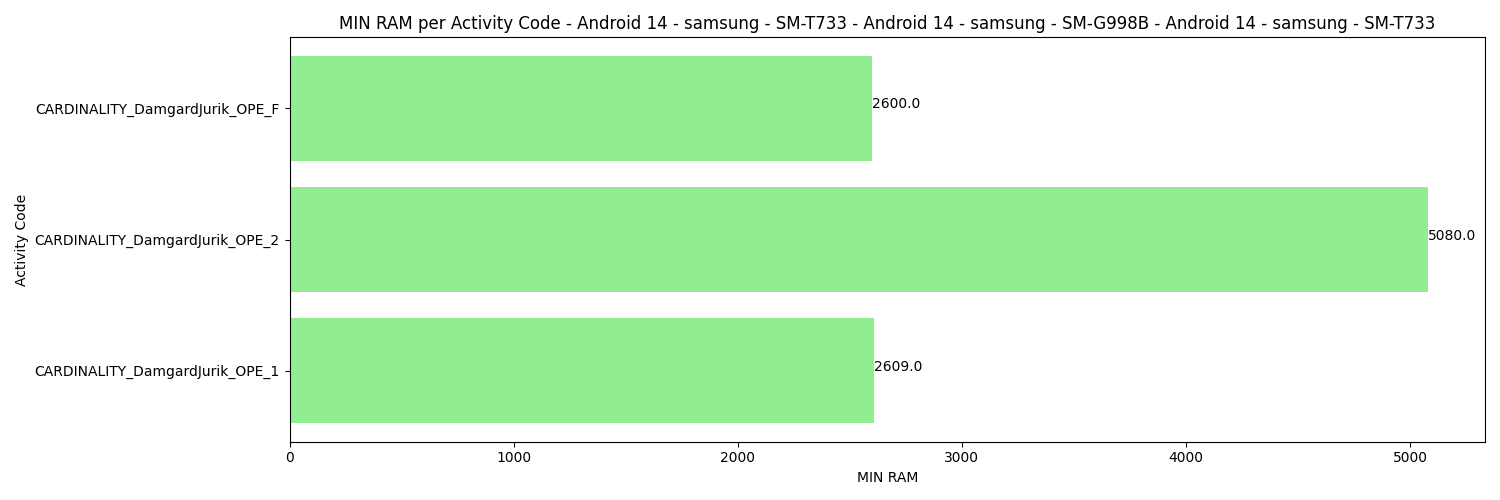 MIN RAM per Activity Code - Android 14 - samsung - SM-T733 - Android 14 - samsung - SM-G998B - Android 14 - samsung - SM-T733
Activity Code
CARDINALITY_DamgardJurik_OPE_F
2600.0
CARDINALITY_DamgardJurik_OPE_2
5080.0
CARDINALITY_DamgardJurik_OPE_1
2609.0
0 1000 2000 3000 4000 5000
MIN RAM